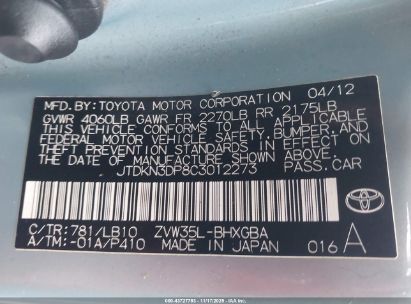 MFD. BY: TOYOTA MOTOR CORPORATION 04/12
GVWR 4060LB GAWR FR 2270LB RR 2175LB
THIS VEHICLE CONFORMS TO ALL APPLICABLE
FEDERAL MOTOR VEHICLE SAFETY, BUMPER, AND
THEFT PREVENTION STANDARDS IN EFFECT ON
THE DATE OF MANUFACTURE SHOWN ABOVE.
JTDKN3DP8C3012273 PASS.CAR
C/TR: 781/LB10 ZVW35L-BHXGBA
A/TM: -01A/P410 MADE IN JAPAN 016 A
TOYOTA